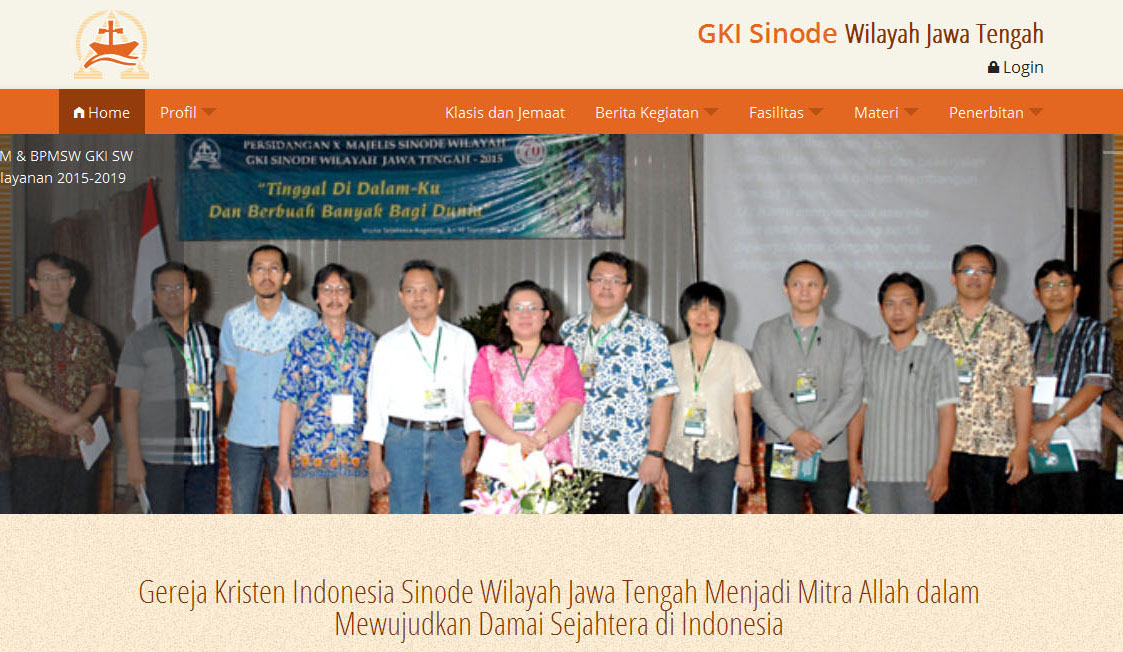 GKI Sinode Wilayah Jawa Tengah
Login
Home
Profil
Klasis dan Jemaat
Berita Kegiatan
Fasilitas
Materi
Penerbitan
M & BPMSW GKI SW
layanan 2015-2019
PERSIDANGAN X MAJELIS SINODE WILAYAH
GKI SINODE WILAYAH JAWA TENGAH - 2015
"Tinggal Di Dalam-Ku
Dan Berbuah Banyak Bagi Dunia"
Gereja Kristen Indonesia Sinode Wilayah Jawa Tengah Menjadi Mitra Allah dalam
Mewujudkan Damai Sejahtera di Indonesia